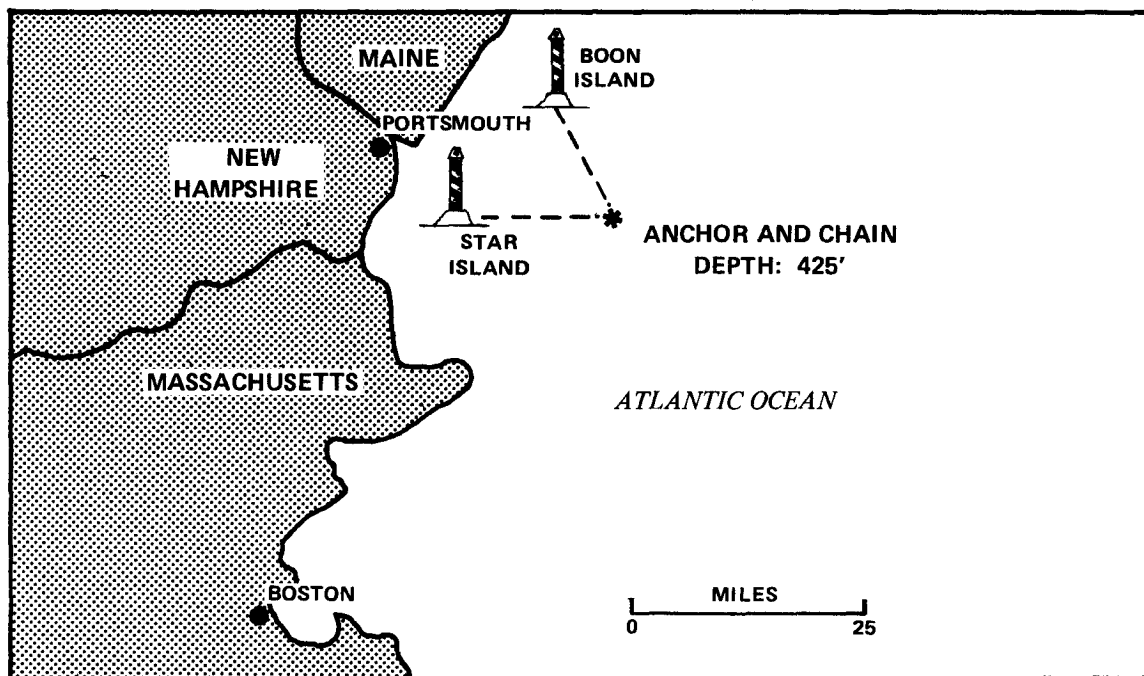 MAINE
BOON
ISLAND
PORTSMOUTH
NEW
HAMPSHIRE
STAR
ISLAND
ANCHOR AND CHAIN
DEPTH: 425'
MASSACHUSETTS
ATLANTIC OCEAN
BOSTON
MILES
0 25